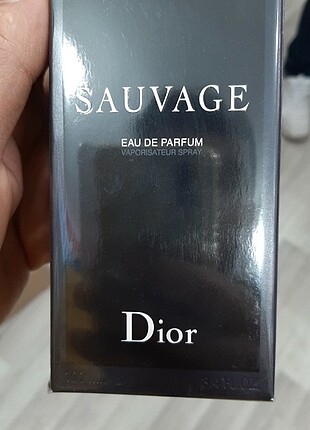 SAUVAGE
EAU DE PARFUM
VAPORISATEUR SPRAY
Dior